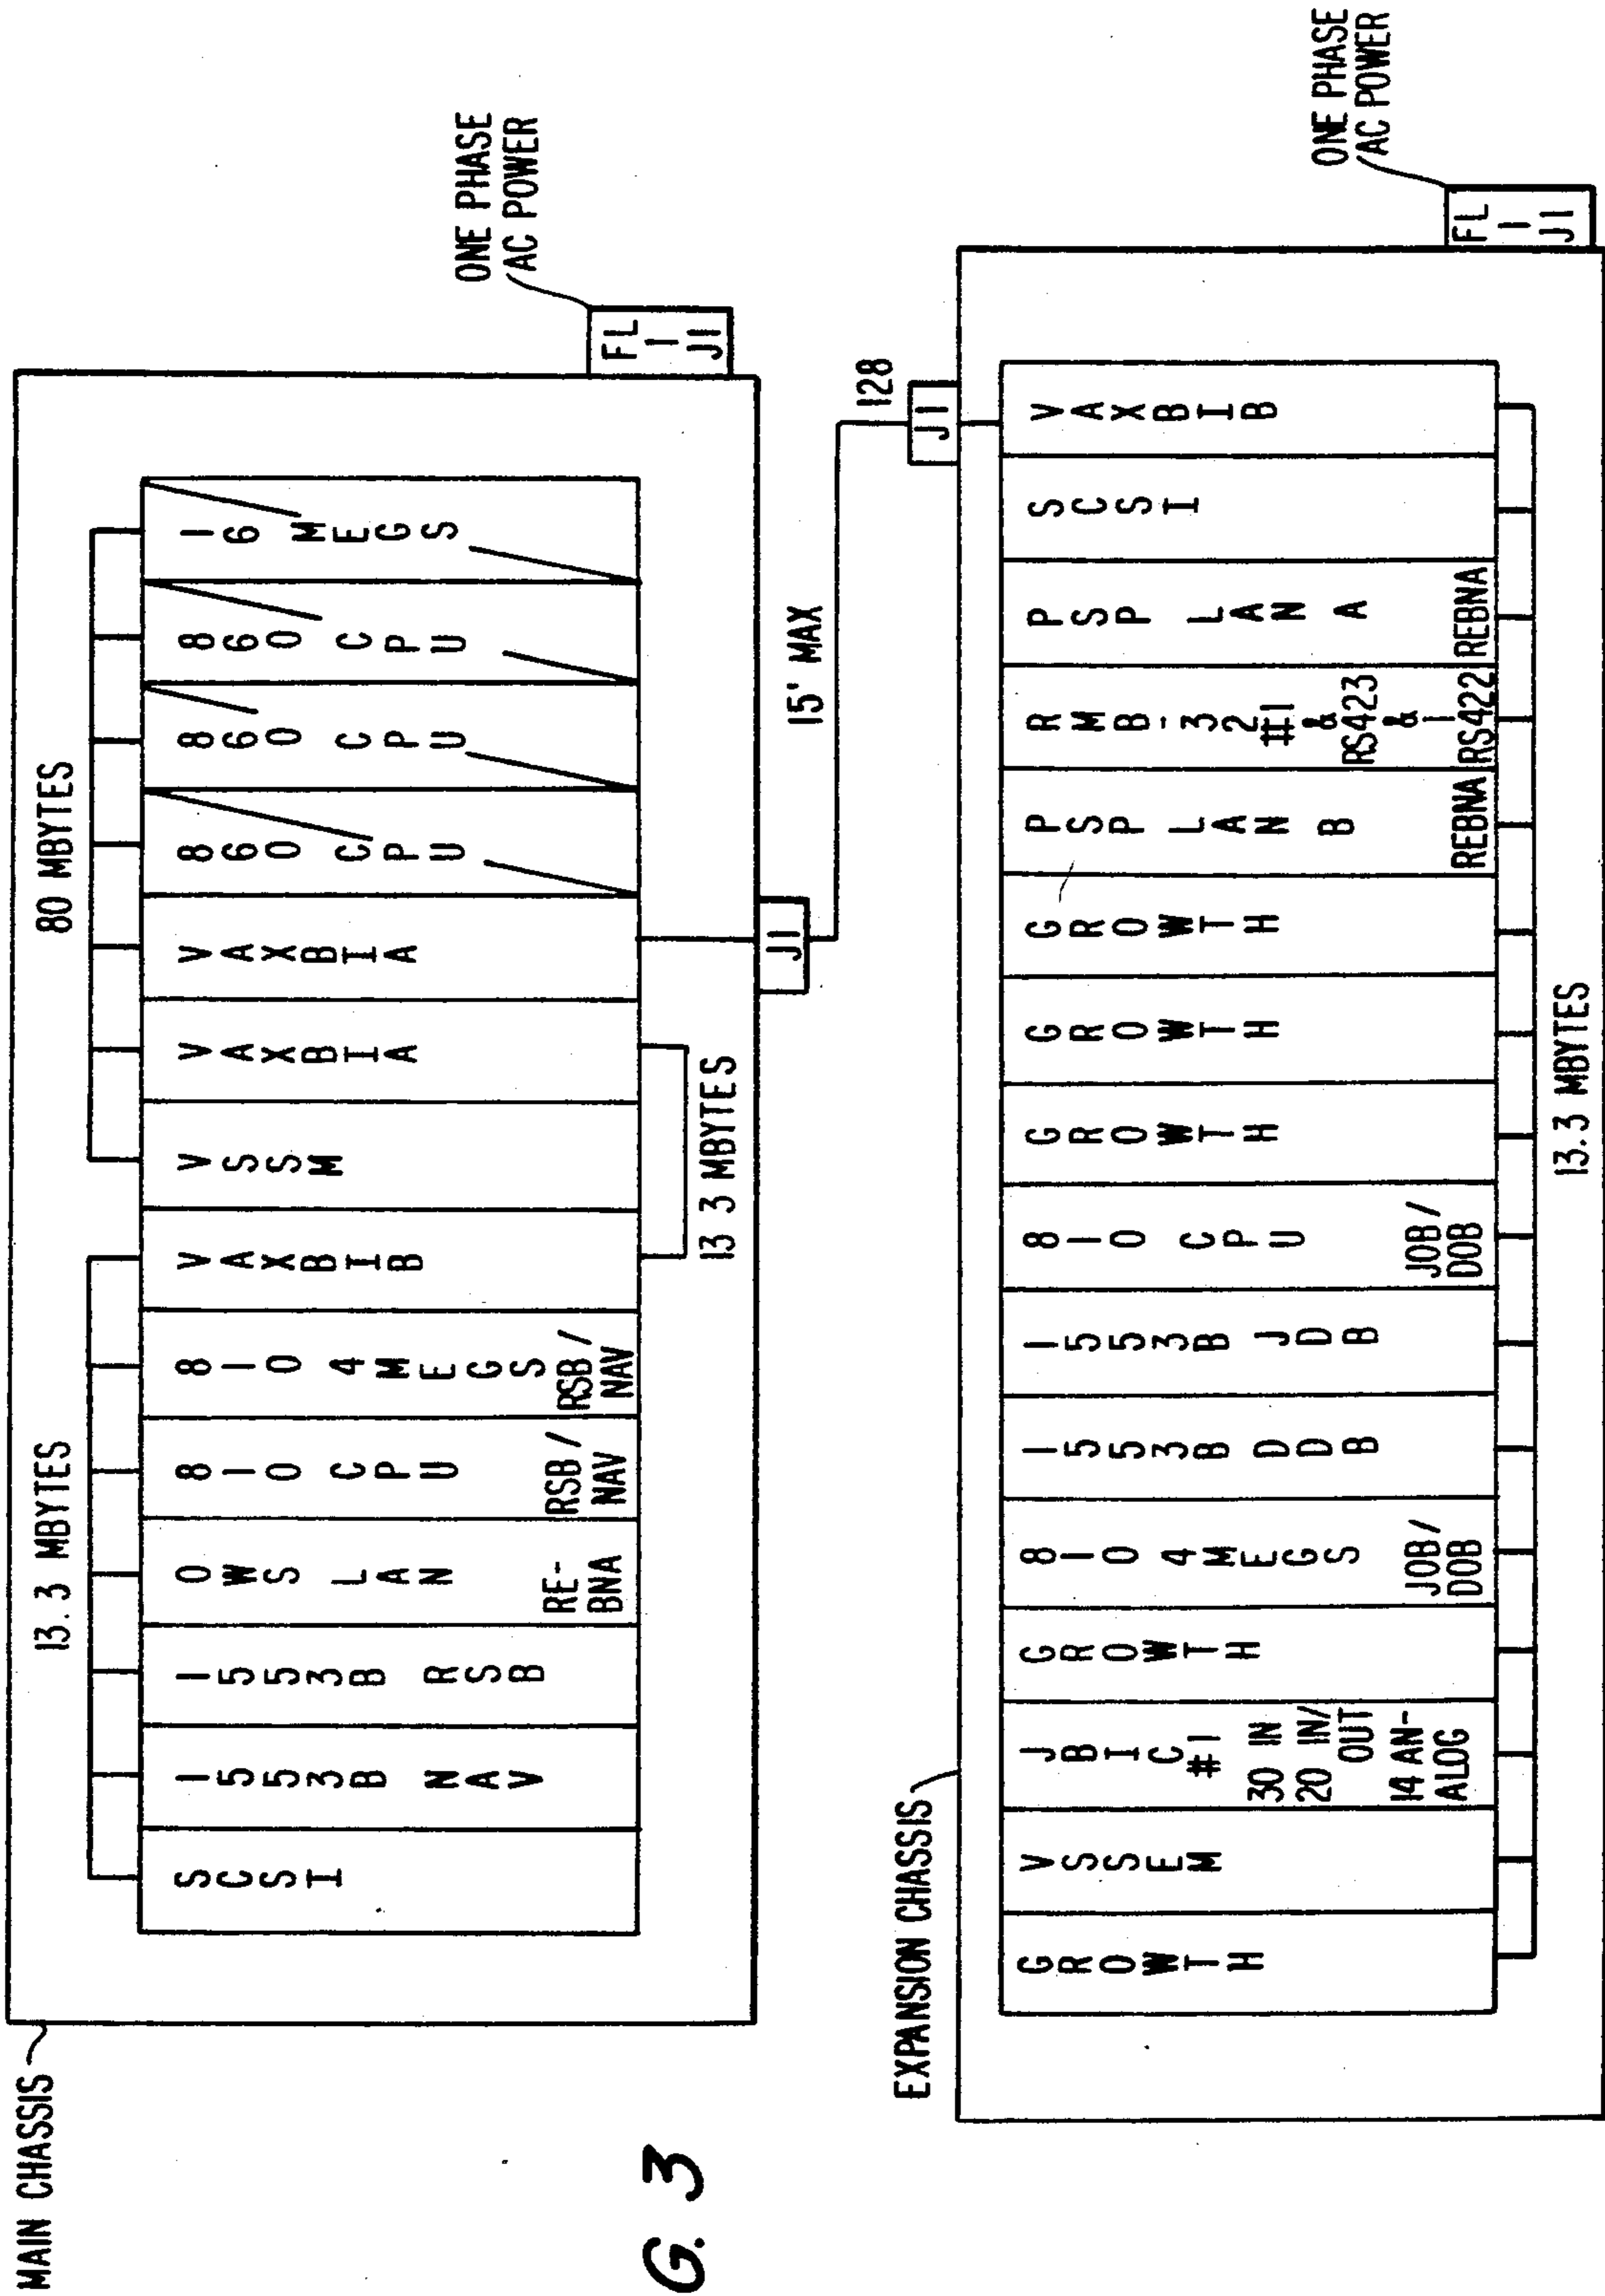 MAIN CHASSIS
13.3 MBYTES
80 MBYTES
SCSI
1553B NAV
1553B RSB
OWS LAN RE-
BNA
810 CPU RSB/
NAV
810 4MEGS RSB/
NAV
VAXBIB
VSSM
VAXBIA
VAXBIA
860 CPU
860 CPU
860 CPU
16 MEGS
FL
1
J1
ONE PHASE
AC POWER
13 3 MBYTES
J1
15' MAX
128
J1
G. 3
EXPANSION CHASSIS
GROWTH
VSSEM
JBIC
#1
30 IN
20 IN/
OUT
14 AN-
ALOG
GROWTH
810 4MEGS JOB/
DOB
1553B DDB
1553B JDB
810 CPU JOB/
DOB
GROWTH
GROWTH
GROWTH
PSP LAN B
REBNA
RMB-32
#1
&
RS423
& 1
RS422
PSP LAN A
REBNA
SCSI
VAXBIB
FL
1
J1
ONE PHASE
AC POWER
13.3 MBYTES